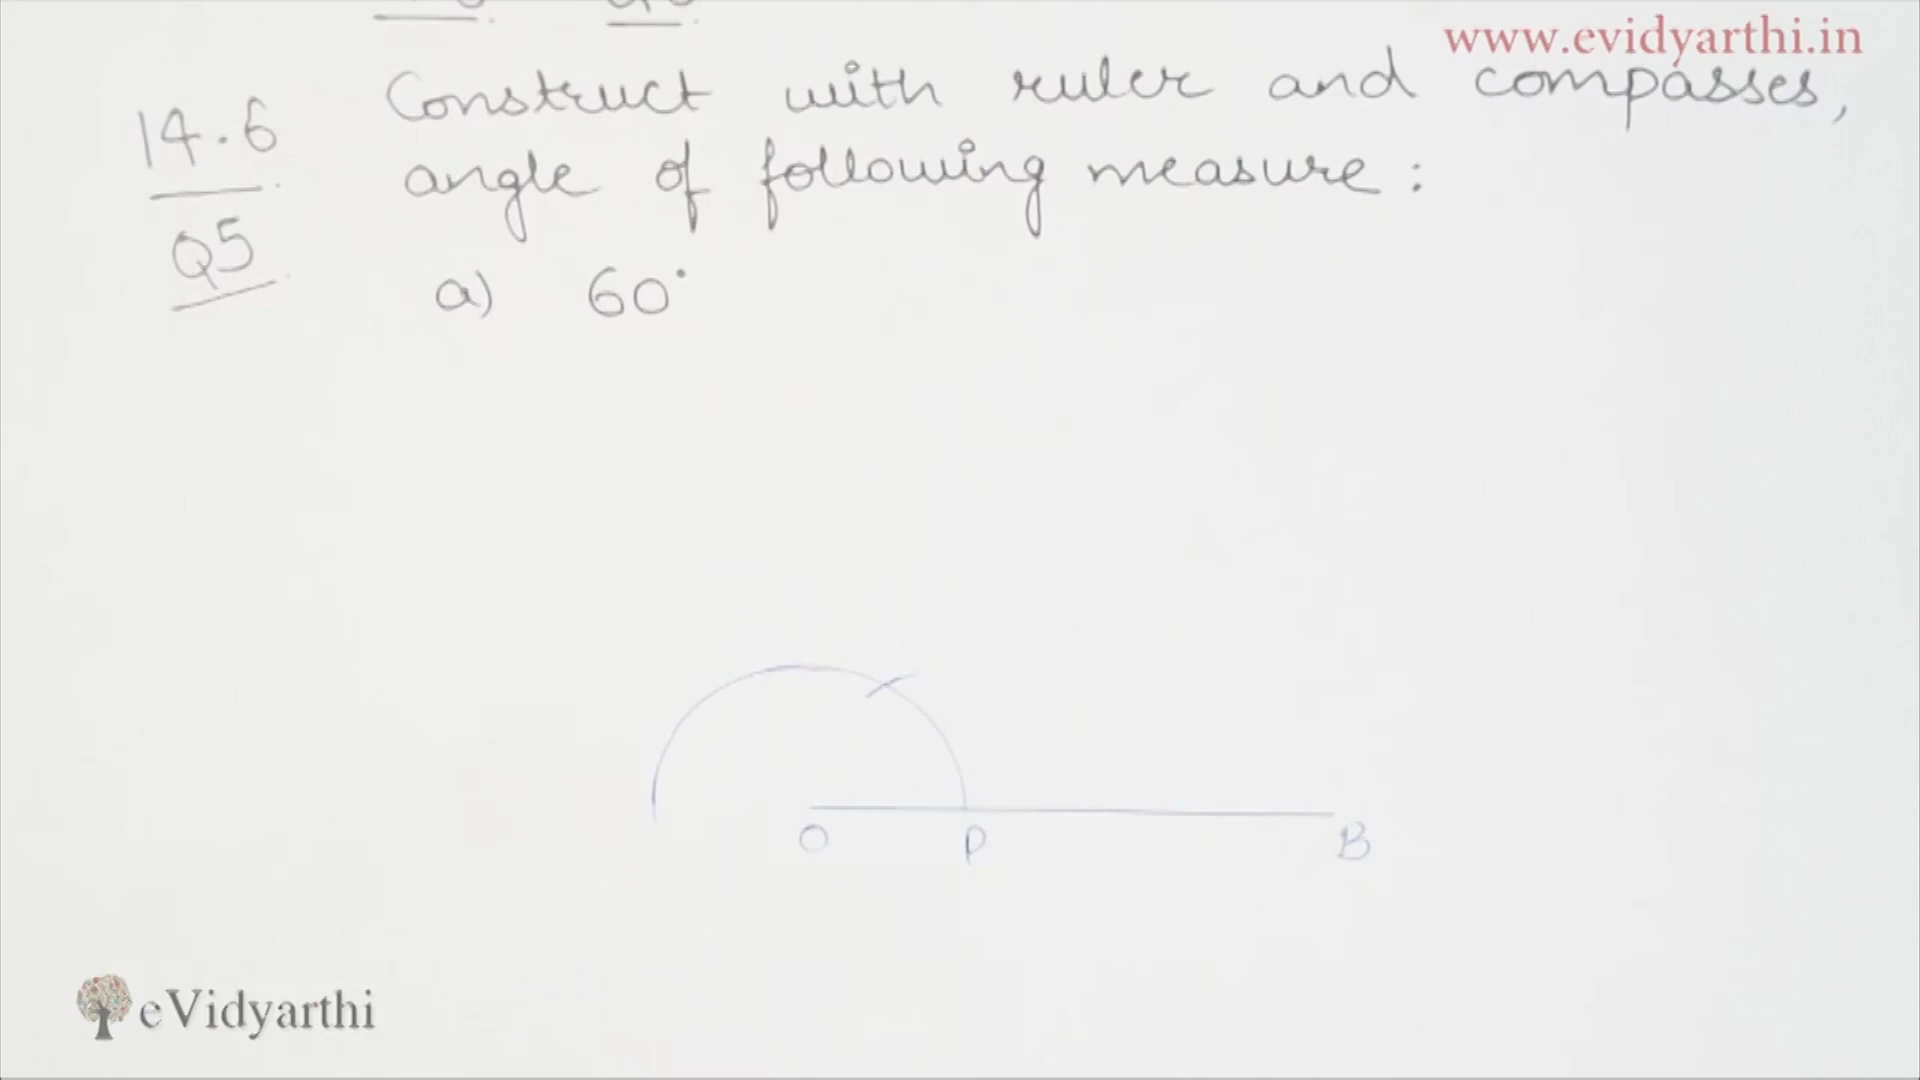 www.evidyarthi.in
14.6
Q5
Construct with ruler and compasses,
angle of following measure :
a) 60°
O P B
eVidyarthi